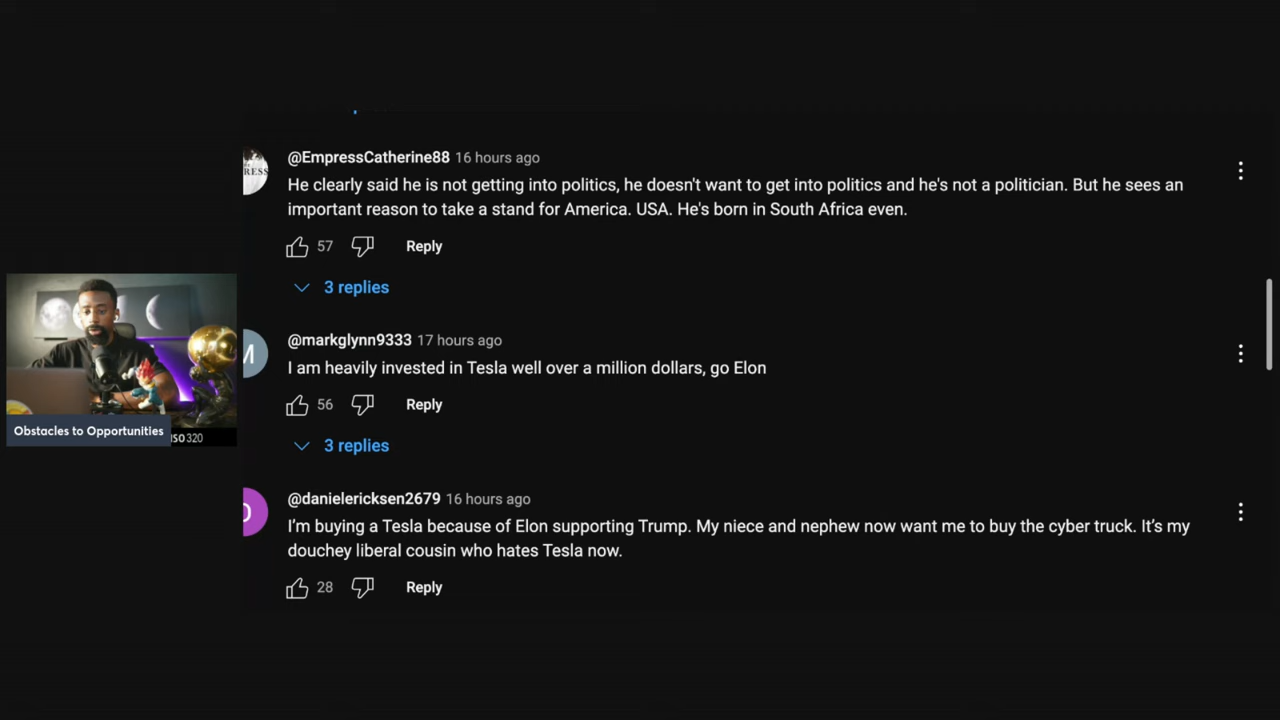 @EmpressCatherine88 16 hours ago
He clearly said he is not getting into politics, he doesn't want to get into politics and he's not a politician. But he sees an
important reason to take a stand for America. USA. He's born in South Africa even.
57 Reply
3 replies
@markglynn9333 17 hours ago
I am heavily invested in Tesla well over a million dollars, go Elon
56 Reply
3 replies
@danielericksen2679 16 hours ago
I'm buying a Tesla because of Elon supporting Trump. My niece and nephew now want me to buy the cyber truck. It's my
douchey liberal cousin who hates Tesla now.
28 Reply
Obstacles to Opportunities
ISO 320